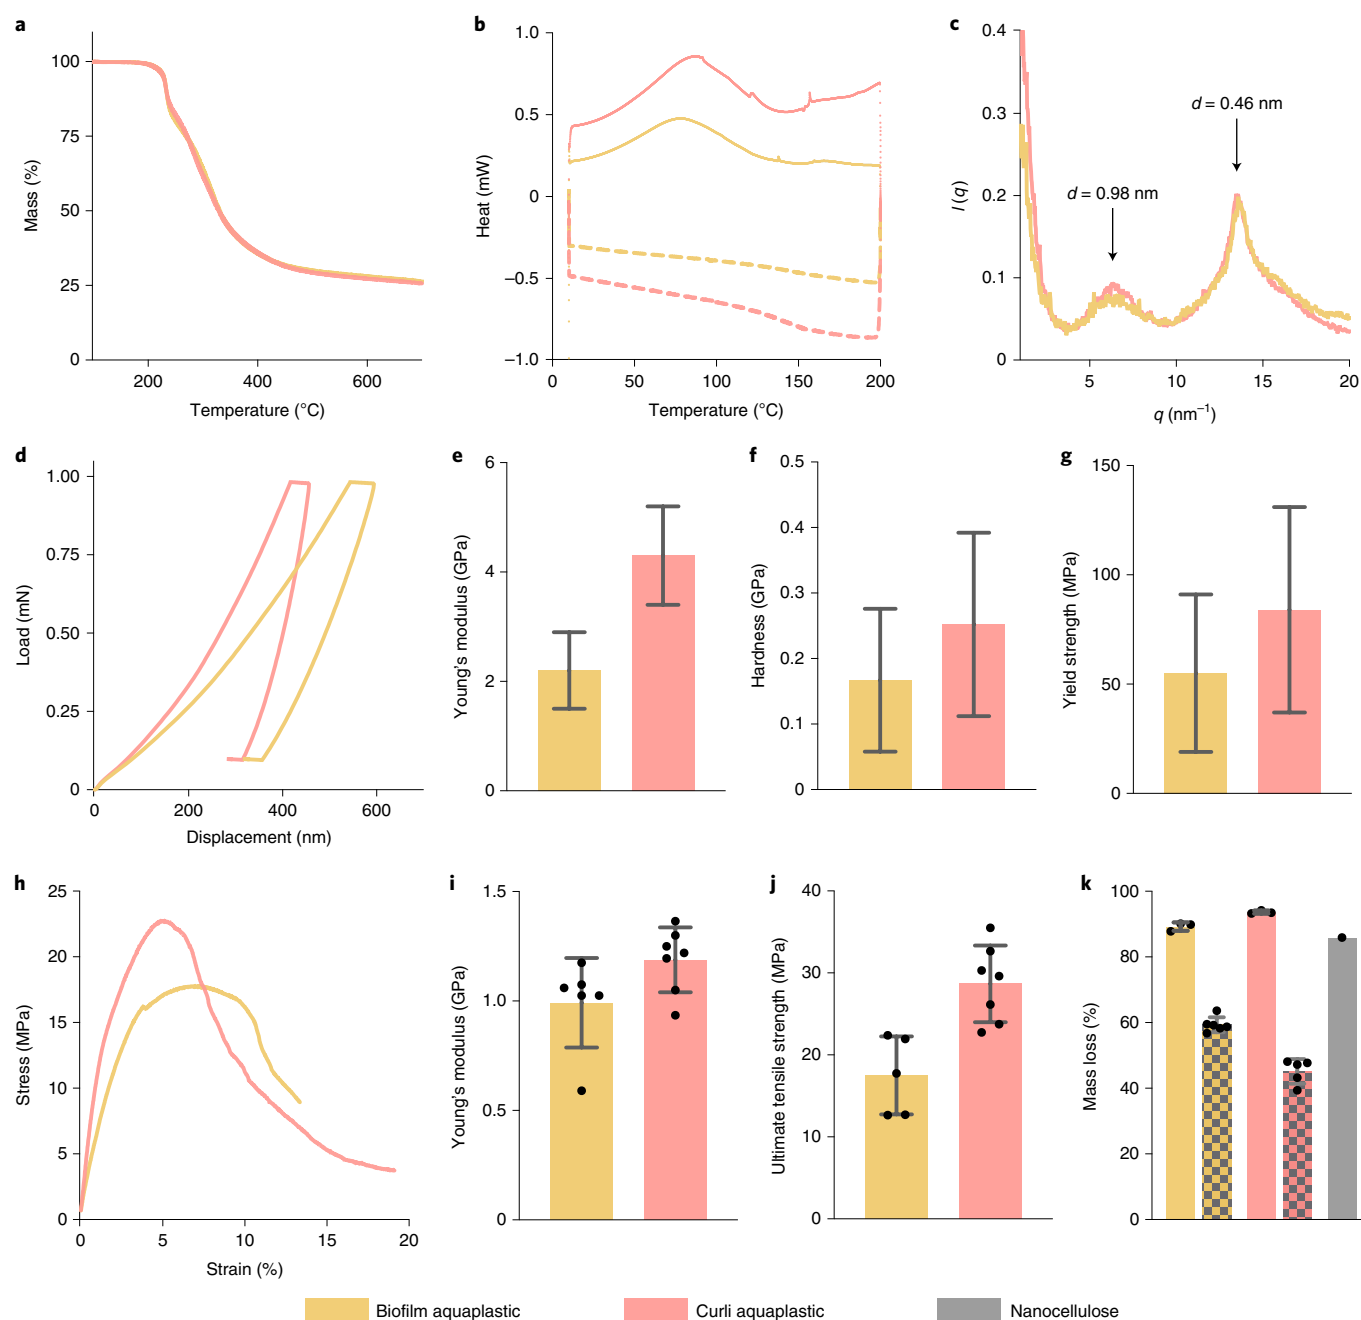 a
100
75
50
25
0
Mass (%)
200
400
600
Temperature (°C)
b
1.0
0.5
0
–0.5
–1.0
Heat (mW)
0
50
100
150
200
Temperature (°C)
c
0.4
0.3
0.2
0.1
0
I (q)
d = 0.98 nm
d = 0.46 nm
5
10
15
20
q (nm⁻¹)
d
1.00
0.75
0.50
0.25
0
Load (mN)
0
200
400
600
Displacement (nm)
e
6
4
2
0
Young's modulus (GPa)
f
0.5
0.4
0.3
0.2
0.1
0
Hardness (GPa)
g
150
100
50
0
Yield strength (MPa)
h
25
20
15
10
5
0
Stress (MPa)
0
5
10
15
20
Strain (%)
i
1.5
1.0
0.5
0
Young's modulus (GPa)
j
40
30
20
10
0
Ultimate tensile strength (MPa)
k
100
80
60
40
20
0
Mass loss (%)
Biofilm aquaplastic
Curli aquaplastic
Nanocellulose